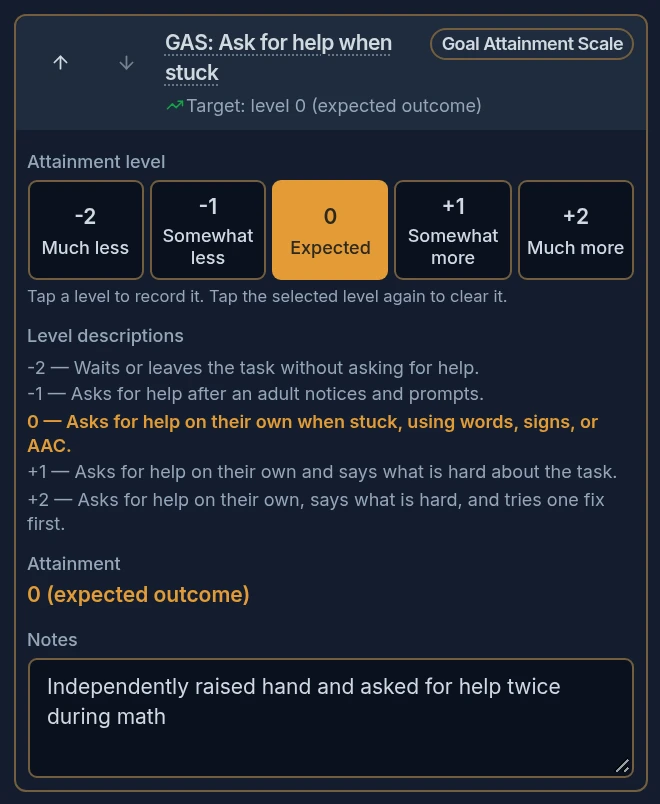 GAS: Ask for help when
stuck
Goal Attainment Scale
Target: level 0 (expected outcome)
Attainment level
-2
Much less
-1
Somewhat
less
0
Expected
+1
Somewhat
more
+2
Much more
Tap a level to record it. Tap the selected level again to clear it.
Level descriptions
-2 — Waits or leaves the task without asking for help.
-1 — Asks for help after an adult notices and prompts.
0 — Asks for help on their own when stuck, using words, signs, or
AAC.
+1 — Asks for help on their own and says what is hard about the task.
+2 — Asks for help on their own, says what is hard, and tries one fix
first.
Attainment
0 (expected outcome)
Notes
Independently raised hand and asked for help twice
during math